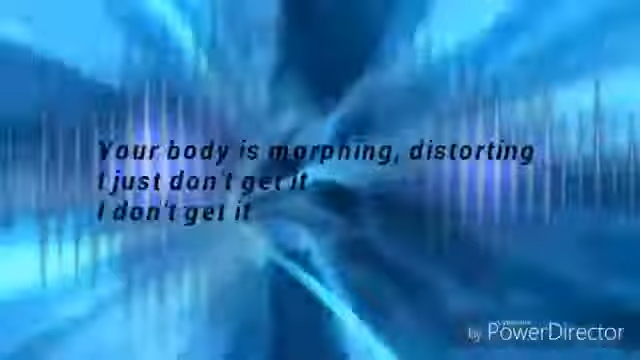 Your body is morphing, distorting
I just don't get it
I don't get it
by PowerDirector